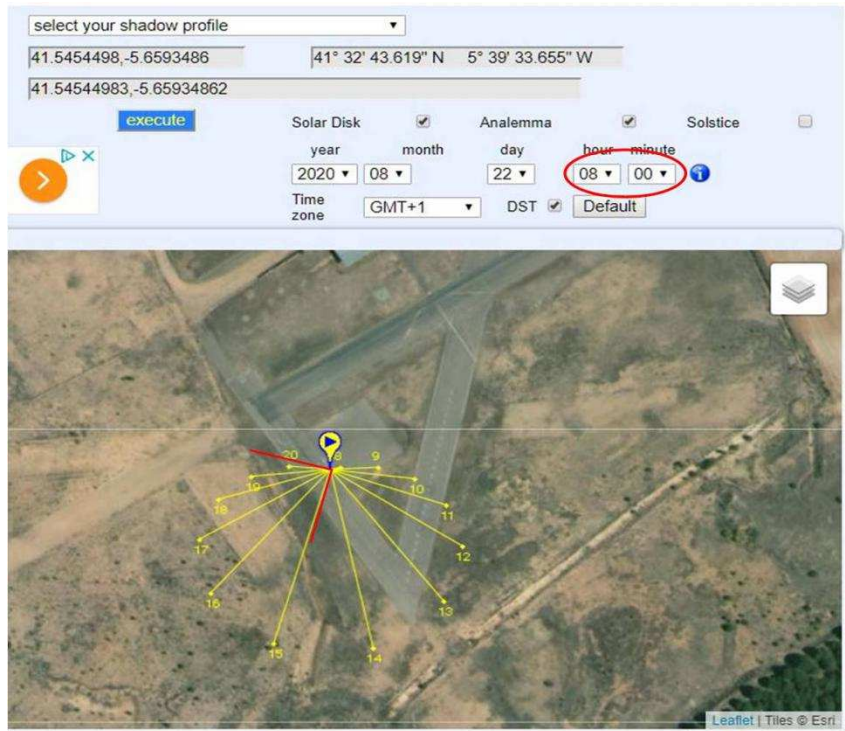 select your shadow profile
41.5454498,-5.6593486
41° 32' 43.619" N 5° 39' 33.655" W
41.54544983,-5.65934862
execute
Solar Disk Analemma Solstice
year month day hour minute
2020 08 22 08 00
Time zone GMT+1 DST Default
20 8 9
19 10
18 11
17 12
16 13
15 14
Leaflet | Tiles © Esri